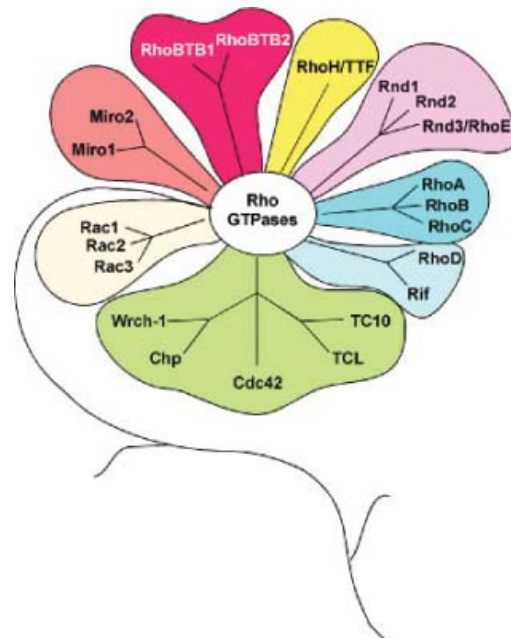 RhoBTB1
RhoBTB2
RhoH/TTF
Rnd1
Rnd2
Rnd3/RhoE
Miro2
Miro1
Rho
GTPases
RhoA
RhoB
RhoC
Rac1
Rac2
Rac3
RhoD
Rif
Wrch-1
Chp
Cdc42
TC10
TCL